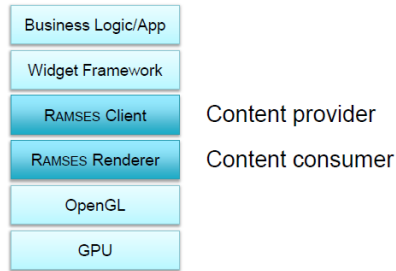 Business Logic/App
Widget Framework
RAMSES Client Content provider
RAMSES Renderer Content consumer
OpenGL
GPU